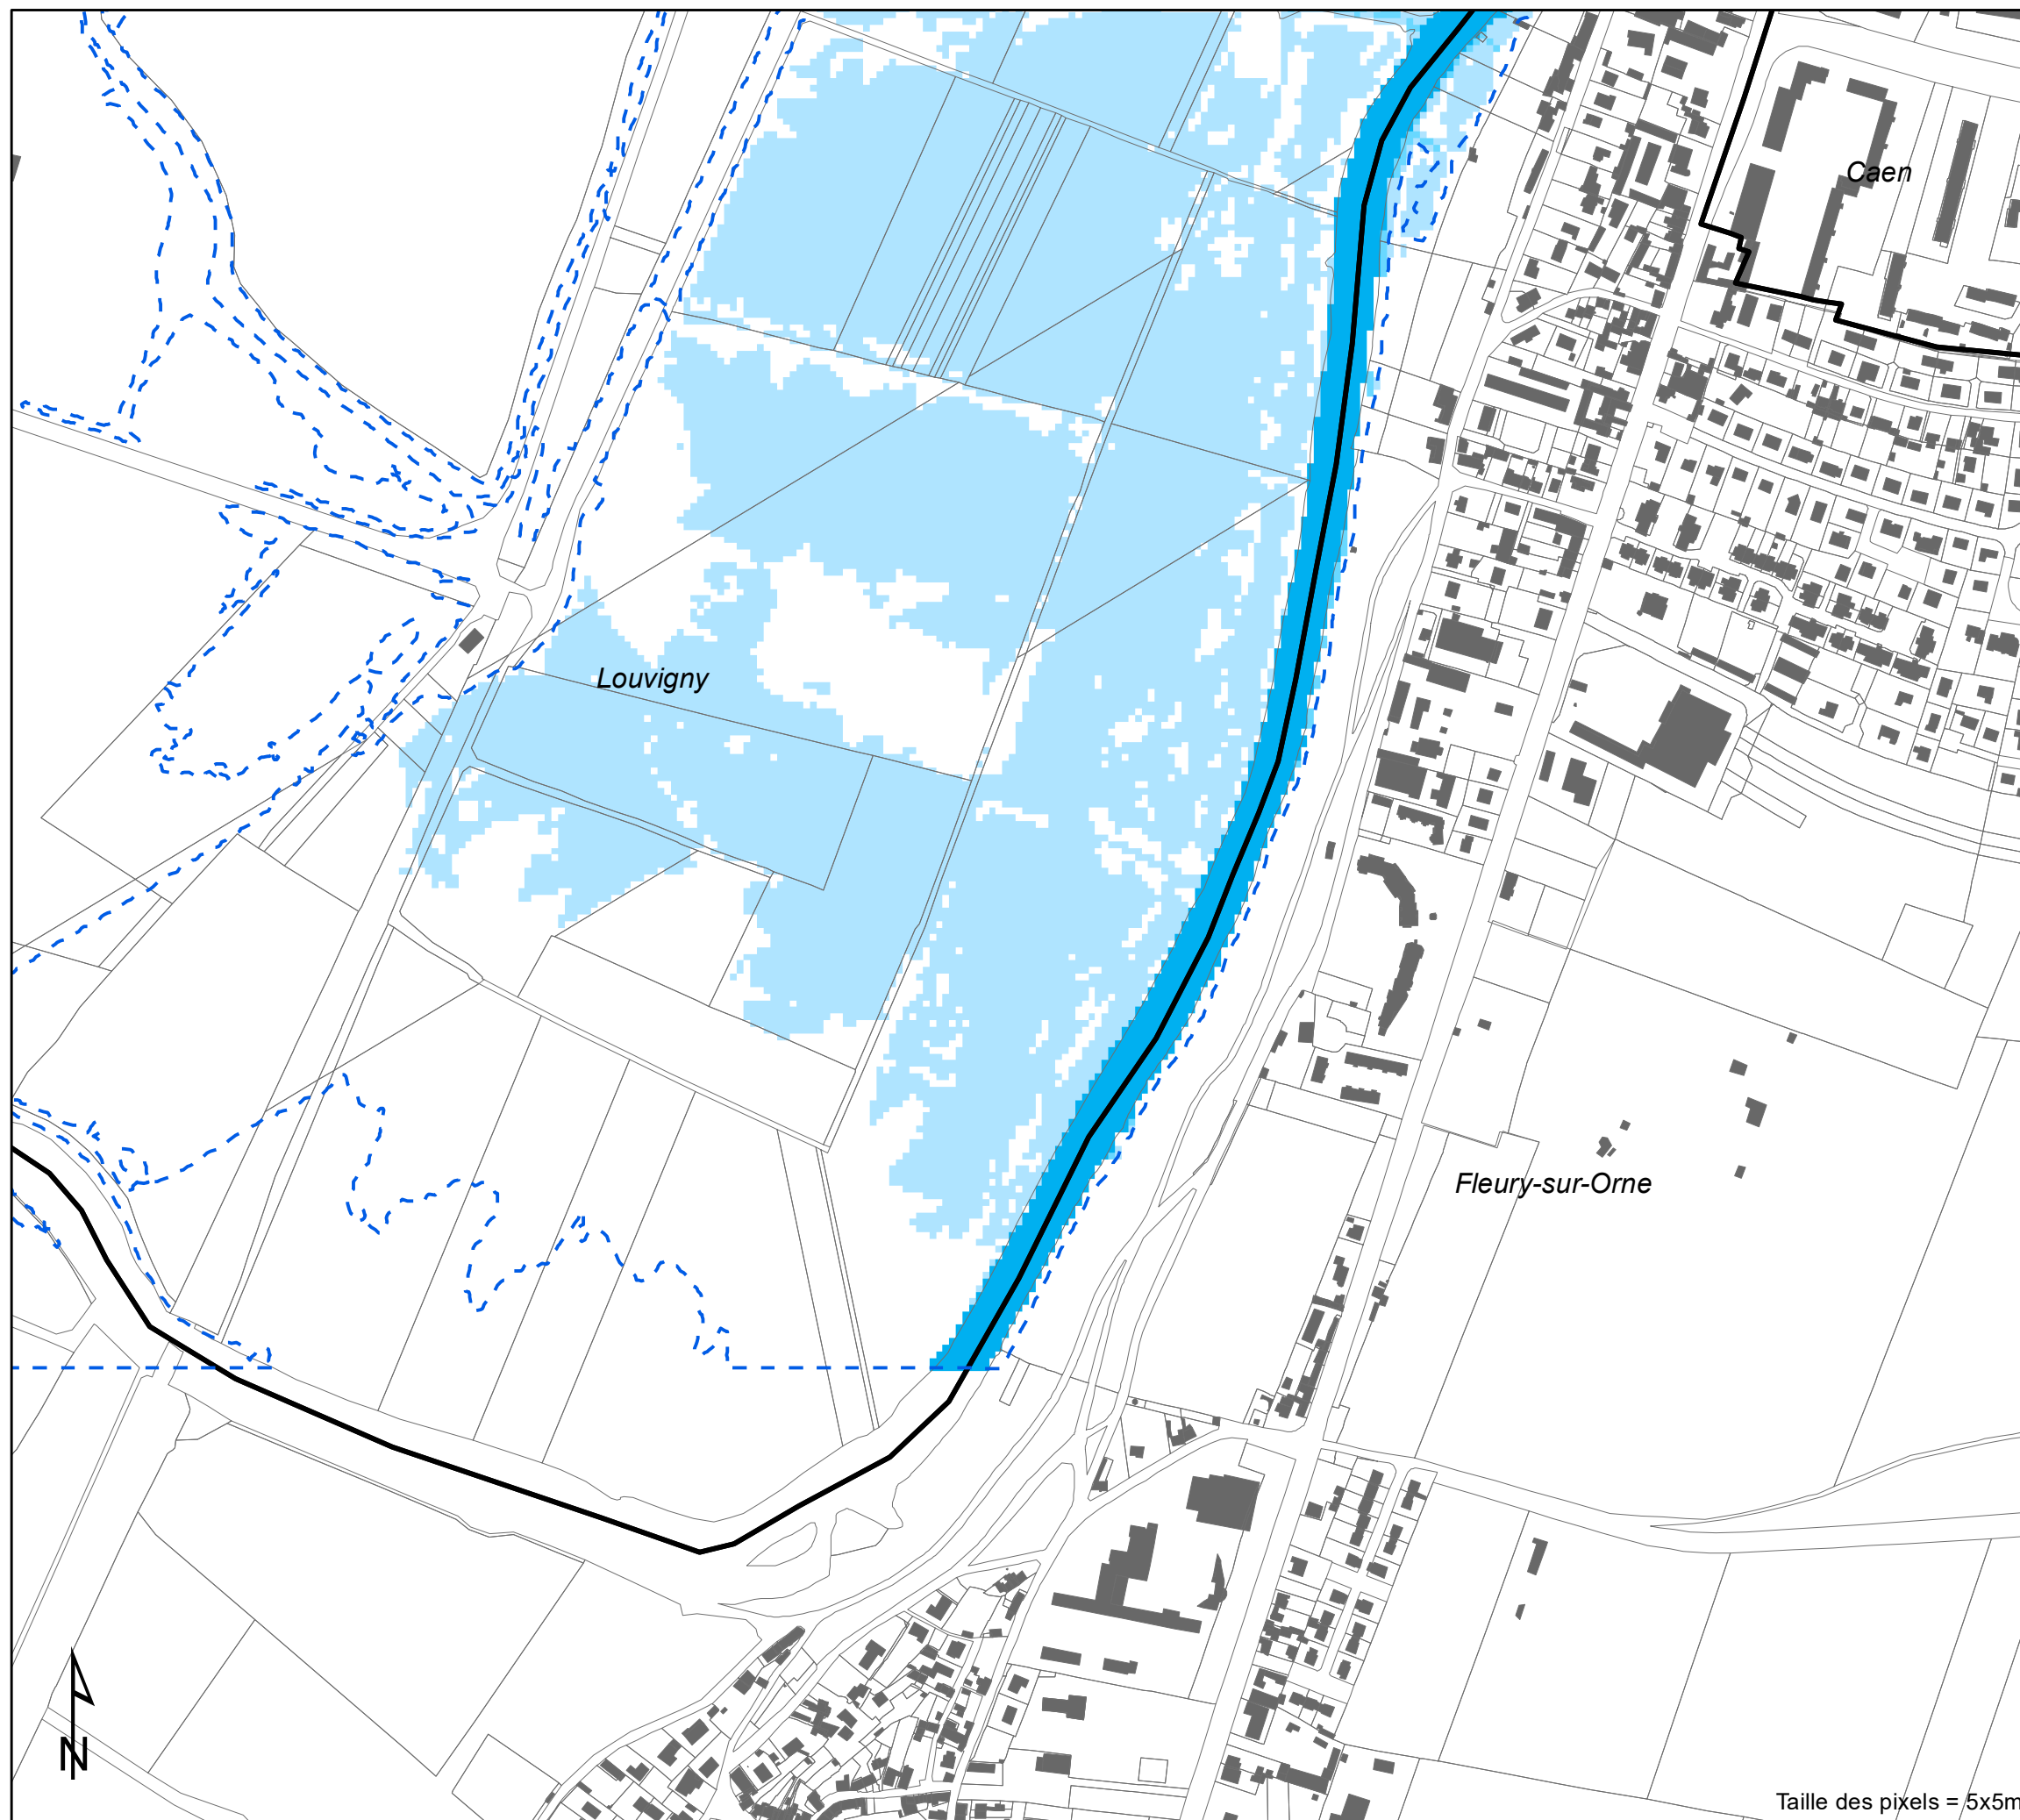 Caen
Louvigny
Fleury-sur-Orne
N
Taille des pixels = 5x5m